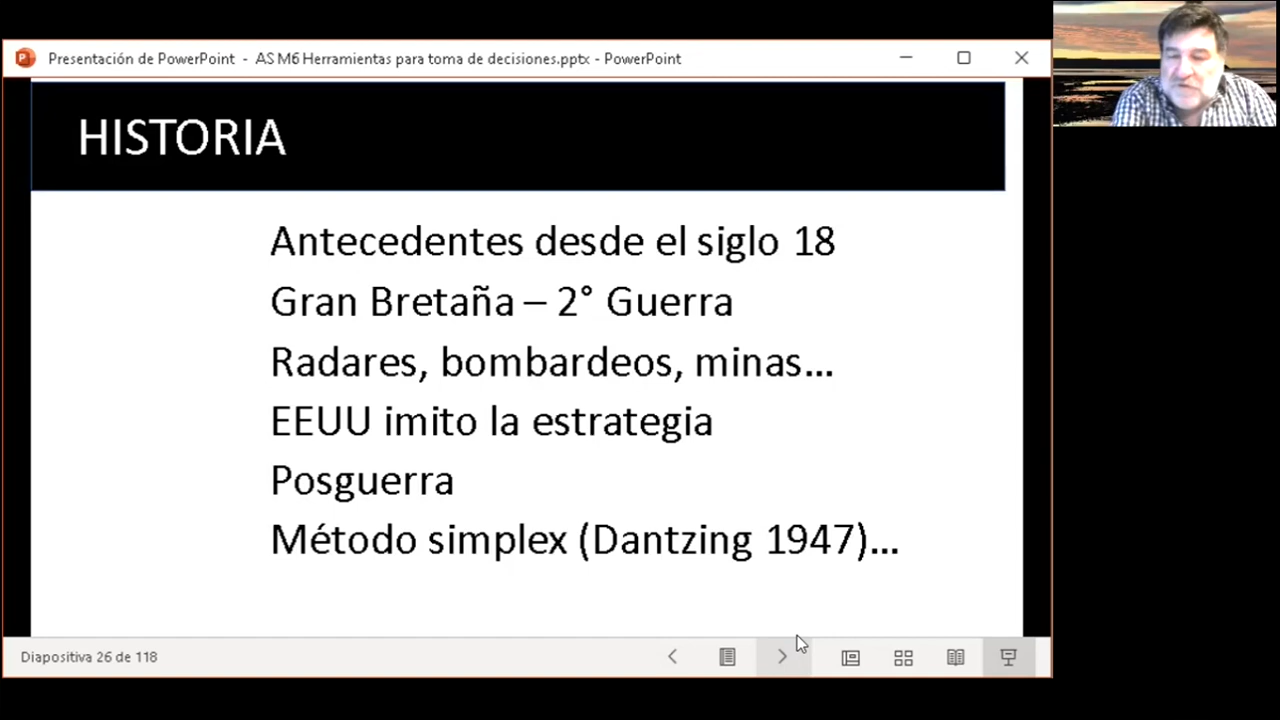 Presentación de PowerPoint - AS M6 Herramientas para toma de decisiones.pptx - PowerPoint
HISTORIA
Antecedentes desde el siglo 18
Gran Bretaña – 2° Guerra
Radares, bombardeos, minas...
EEUU imito la estrategia
Posguerra
Método simplex (Dantzing 1947)...
Diapositiva 26 de 118